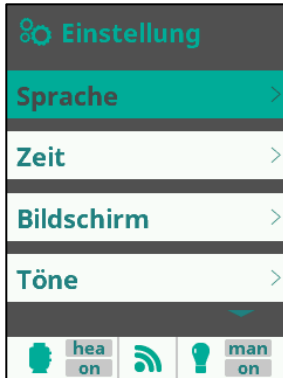 Einstellung
Sprache
Zeit
Bildschirm
Töne
hea
on
man
on